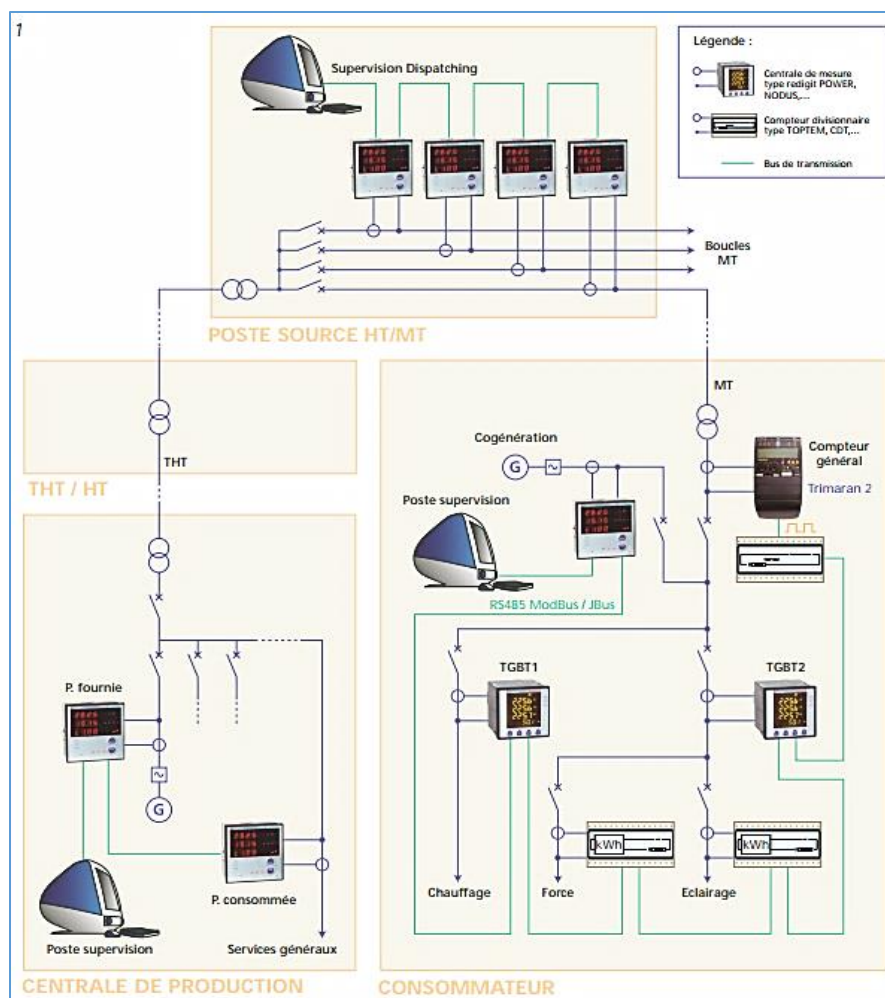 1
Légende :
Centrale de mesure
type redigit POWER,
NODUS,...
Compteur divisionnaire
type TOPTEM, CDT,...
Bus de transmission
Supervision Dispatching
Boucles
MT
POSTE SOURCE HT/MT
MT
THT
THT / HT
Cogénération
G
Compteur
général
Trimaran 2
Poste supervision
RS485 ModBus / JBus
TGBT1
TGBT2
P. fournie
G
kWh
kWh
P. consommée
Chauffage
Force
Eclairage
Poste supervision
Services généraux
CENTRALE DE PRODUCTION
CONSOMMATEUR